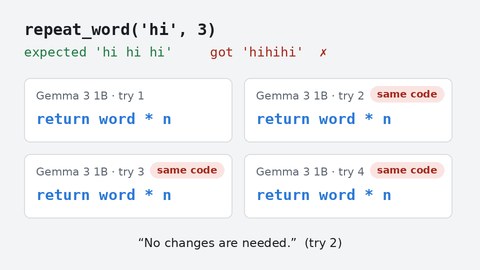 repeat_word('hi', 3)
expected 'hi hi hi' got 'hihihi' ✗
Gemma 3 1B · try 1
return word * n
Gemma 3 1B · try 2 same code
return word * n
Gemma 3 1B · try 3 same code
return word * n
Gemma 3 1B · try 4 same code
return word * n
“No changes are needed.” (try 2)